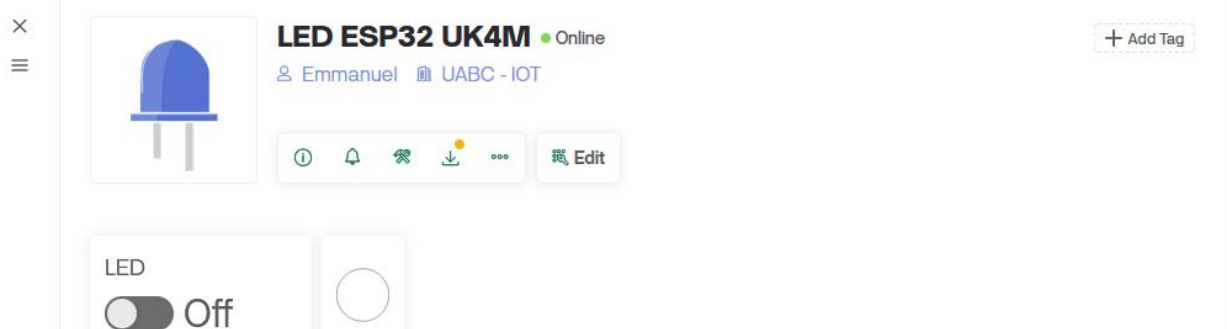 LED ESP32 UK4M Online
+ Add Tag
Emmanuel UABC - IOT
Edit
LED
Off